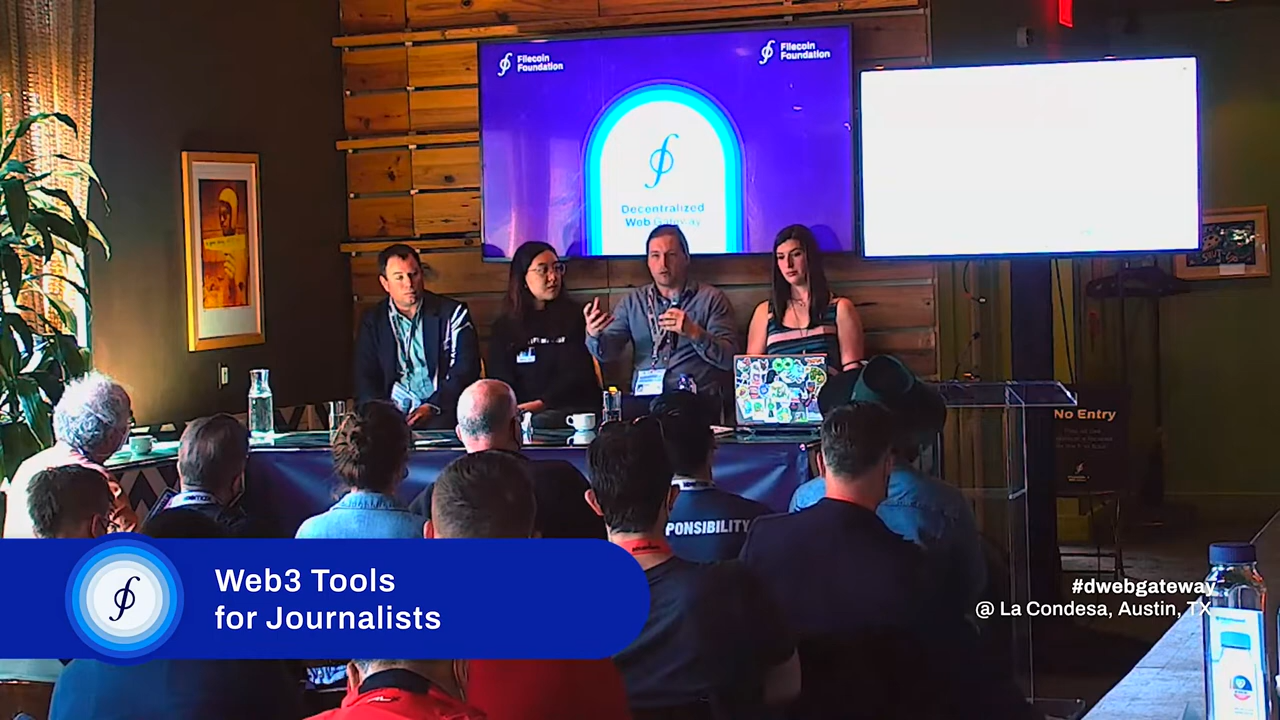 Filecoin
Foundation
Filecoin
Foundation
Decentralized
Web Gateway
No Entry
PONSIBILITY
Web3 Tools
for Journalists
#dwebgateway
@ La Condesa, Austin, TX